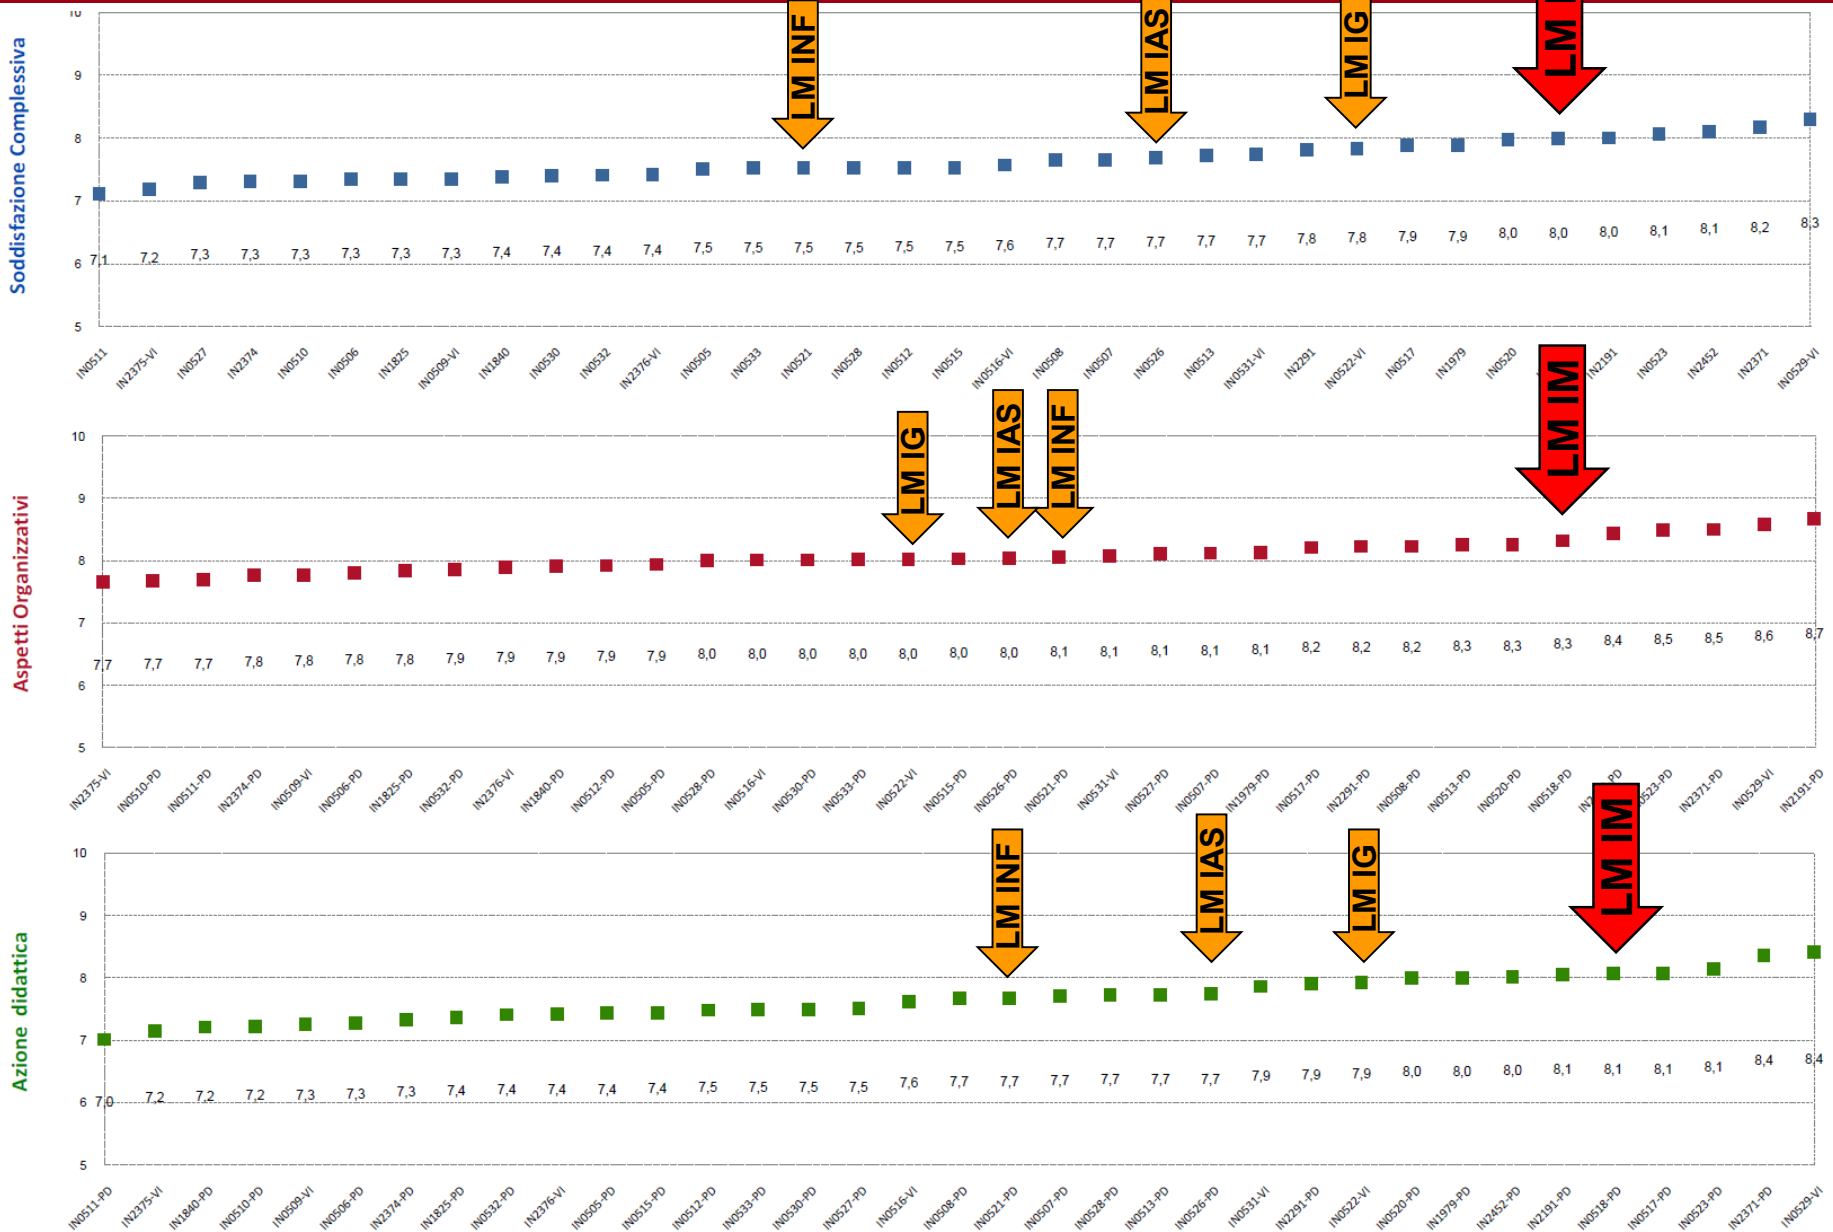 LM INF
LM IAS
LM IG
LM
Soddisfazione Complessiva
10
9
8
7
6
5
7,1 7,2 7,3 7,3 7,3 7,3 7,3 7,3 7,4 7,4 7,4 7,4 7,5 7,5 7,5 7,5 7,5 7,5 7,6 7,7 7,7 7,7 7,7 7,7 7,8 7,8 7,9 7,9 8,0 8,0 8,0 8,1 8,1 8,2 8,3
IN0511 IN2375-VI IN0527 IN2374 IN0510 IN0506 IN1825 IN0509-VI IN1840 IN0530 IN0532 IN2376-VI IN0505 IN0533 IN0521 IN0528 IN0512 IN0515 IN0516-VI IN0508 IN0507 IN0526 IN0513 IN0531-VI IN2291 IN0522-VI IN0517 IN1979 IN0520 IN2191 IN0523 IN2452 IN2371 IN0529-VI
LM IG
LM IAS
LM INF
LM IM
Aspetti Organizzativi
10
9
8
7
6
5
7,7 7,7 7,7 7,8 7,8 7,8 7,8 7,9 7,9 7,9 7,9 7,9 8,0 8,0 8,0 8,0 8,0 8,0 8,0 8,1 8,1 8,1 8,1 8,1 8,2 8,2 8,2 8,3 8,3 8,3 8,4 8,5 8,5 8,6 8,7
IN2375-VI IN0510-PD IN0511-PD IN2374-PD IN0509-VI IN0506-PD IN1825-PD IN0532-PD IN2376-VI IN1840-PD IN0512-PD IN0505-PD IN0528-PD IN0516-VI IN0530-PD IN0533-PD IN0522-VI IN0515-PD IN0526-PD IN0521-PD IN0531-VI IN0527-PD IN0507-PD IN1979-PD IN0517-PD IN2291-PD IN0508-PD IN0513-PD IN0520-PD IN0518-PD IN0523-PD IN2371-PD IN0529-VI IN2191-PD
LM INF
LM IAS
LM IG
LM IM
Azione didattica
10
9
8
7
6
5
7,0 7,2 7,2 7,2 7,3 7,3 7,3 7,4 7,4 7,4 7,4 7,4 7,5 7,5 7,5 7,5 7,6 7,7 7,7 7,7 7,7 7,7 7,7 7,9 7,9 7,9 8,0 8,0 8,0 8,1 8,1 8,1 8,1 8,4 8,4
IN0511-PD IN2375-VI IN1840-PD IN0510-PD IN0509-VI IN0506-PD IN2374-PD IN1825-PD IN0532-PD IN2376-VI IN0505-PD IN0515-PD IN0512-PD IN0533-PD IN0530-PD IN0527-PD IN0516-VI IN0508-PD IN0521-PD IN0507-PD IN0528-PD IN0513-PD IN0526-PD IN0531-VI IN2291-PD IN0522-VI IN0520-PD IN1979-PD IN2452-PD IN2191-PD IN0518-PD IN0517-PD IN0523-PD IN2371-PD IN0529-VI